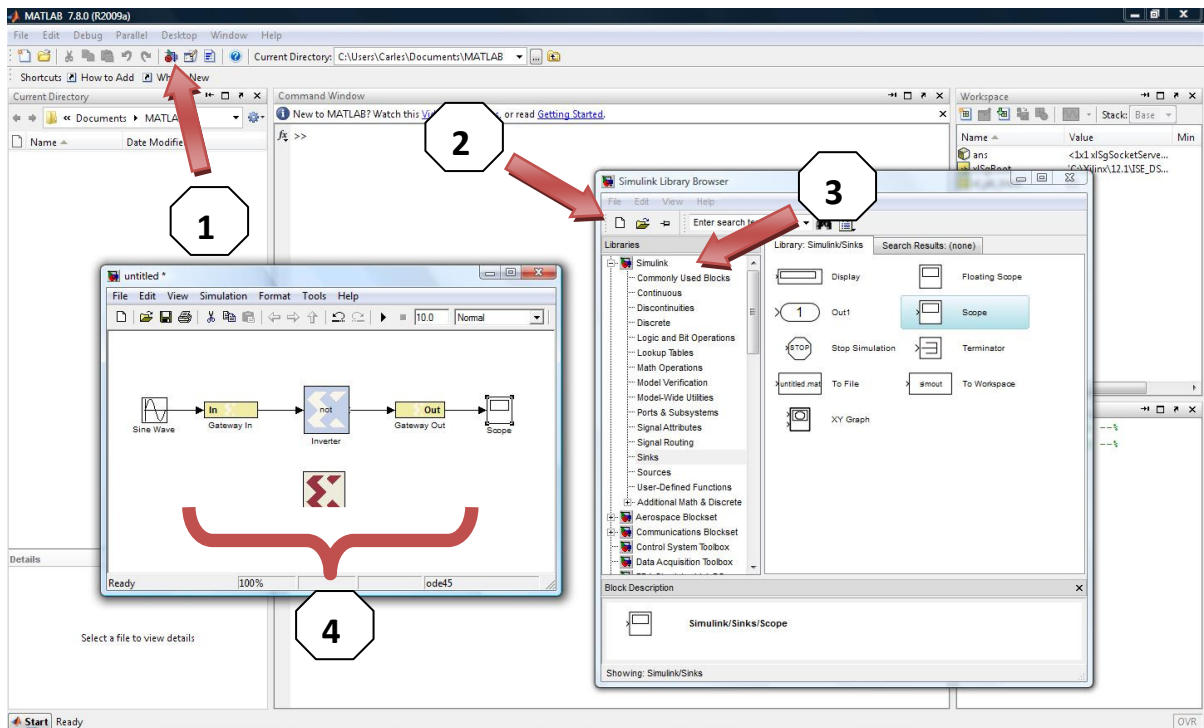 MATLAB 7.8.0 (R2009a)
File Edit Debug Parallel Desktop Window Help
Current Directory: C:\Users\Carles\Documents\MATLAB
Shortcuts How to Add New
Current Directory
« Documents MATLA
Name Date Modifie
1
Details
Select a file to view details
Command Window
New to MATLAB? Watch this or read Getting Started.
fx >>
2
Workspace
Stack: Base
Name Value Min
ans <1x1 xlSgSocketServe...
xlSgRoot 'C:\Xilinx\12.1\ISE_DS...
--%
--%
untitled *
File Edit View Simulation Format Tools Help
10.0 Normal
In not Out
Sine Wave Gateway In Inverter Gateway Out Scope
Ready 100% ode45
4
Simulink Library Browser
3
File Edit View Help
Enter search te
Libraries
Simulink
Commonly Used Blocks
Continuous
Discontinuities
Discrete
Logic and Bit Operations
Lookup Tables
Math Operations
Model Verification
Model-Wide Utilities
Ports & Subsystems
Signal Attributes
Signal Routing
Sinks
Sources
User-Defined Functions
Additional Math & Discrete
Aerospace Blockset
Communications Blockset
Control System Toolbox
Data Acquisition Toolbox
Library: Simulink/Sinks Search Results: (none)
Display Floating Scope
1 Out1 Scope
STOP Stop Simulation Terminator
untitled.mat To File simout To Workspace
XY Graph
Block Description
Simulink/Sinks/Scope
Showing: Simulink/Sinks
Start Ready OVR